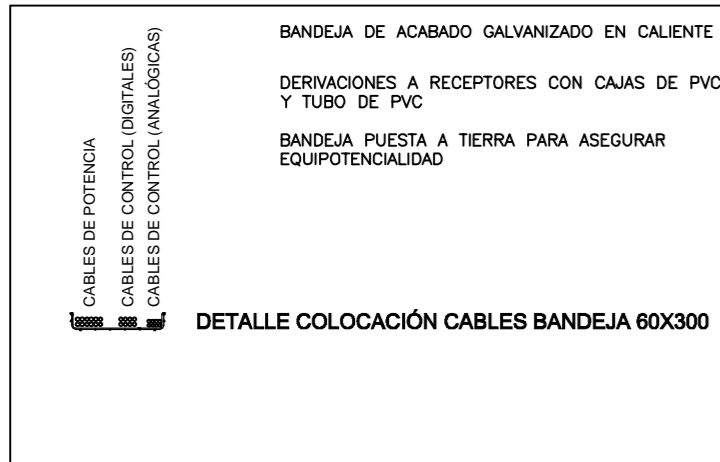 BANDEJA DE ACABADO GALVANIZADO EN CALIENTE
DERIVACIONES A RECEPTORES CON CAJAS DE PVC
Y TUBO DE PVC
BANDEJA PUESTA A TIERRA PARA ASEGURAR
EQUIPOTENCIALIDAD
CABLES DE POTENCIA
CABLES DE CONTROL (DIGITALES)
CABLES DE CONTROL (ANALÓGICAS)
DETALLE COLOCACIÓN CABLES BANDEJA 60X300